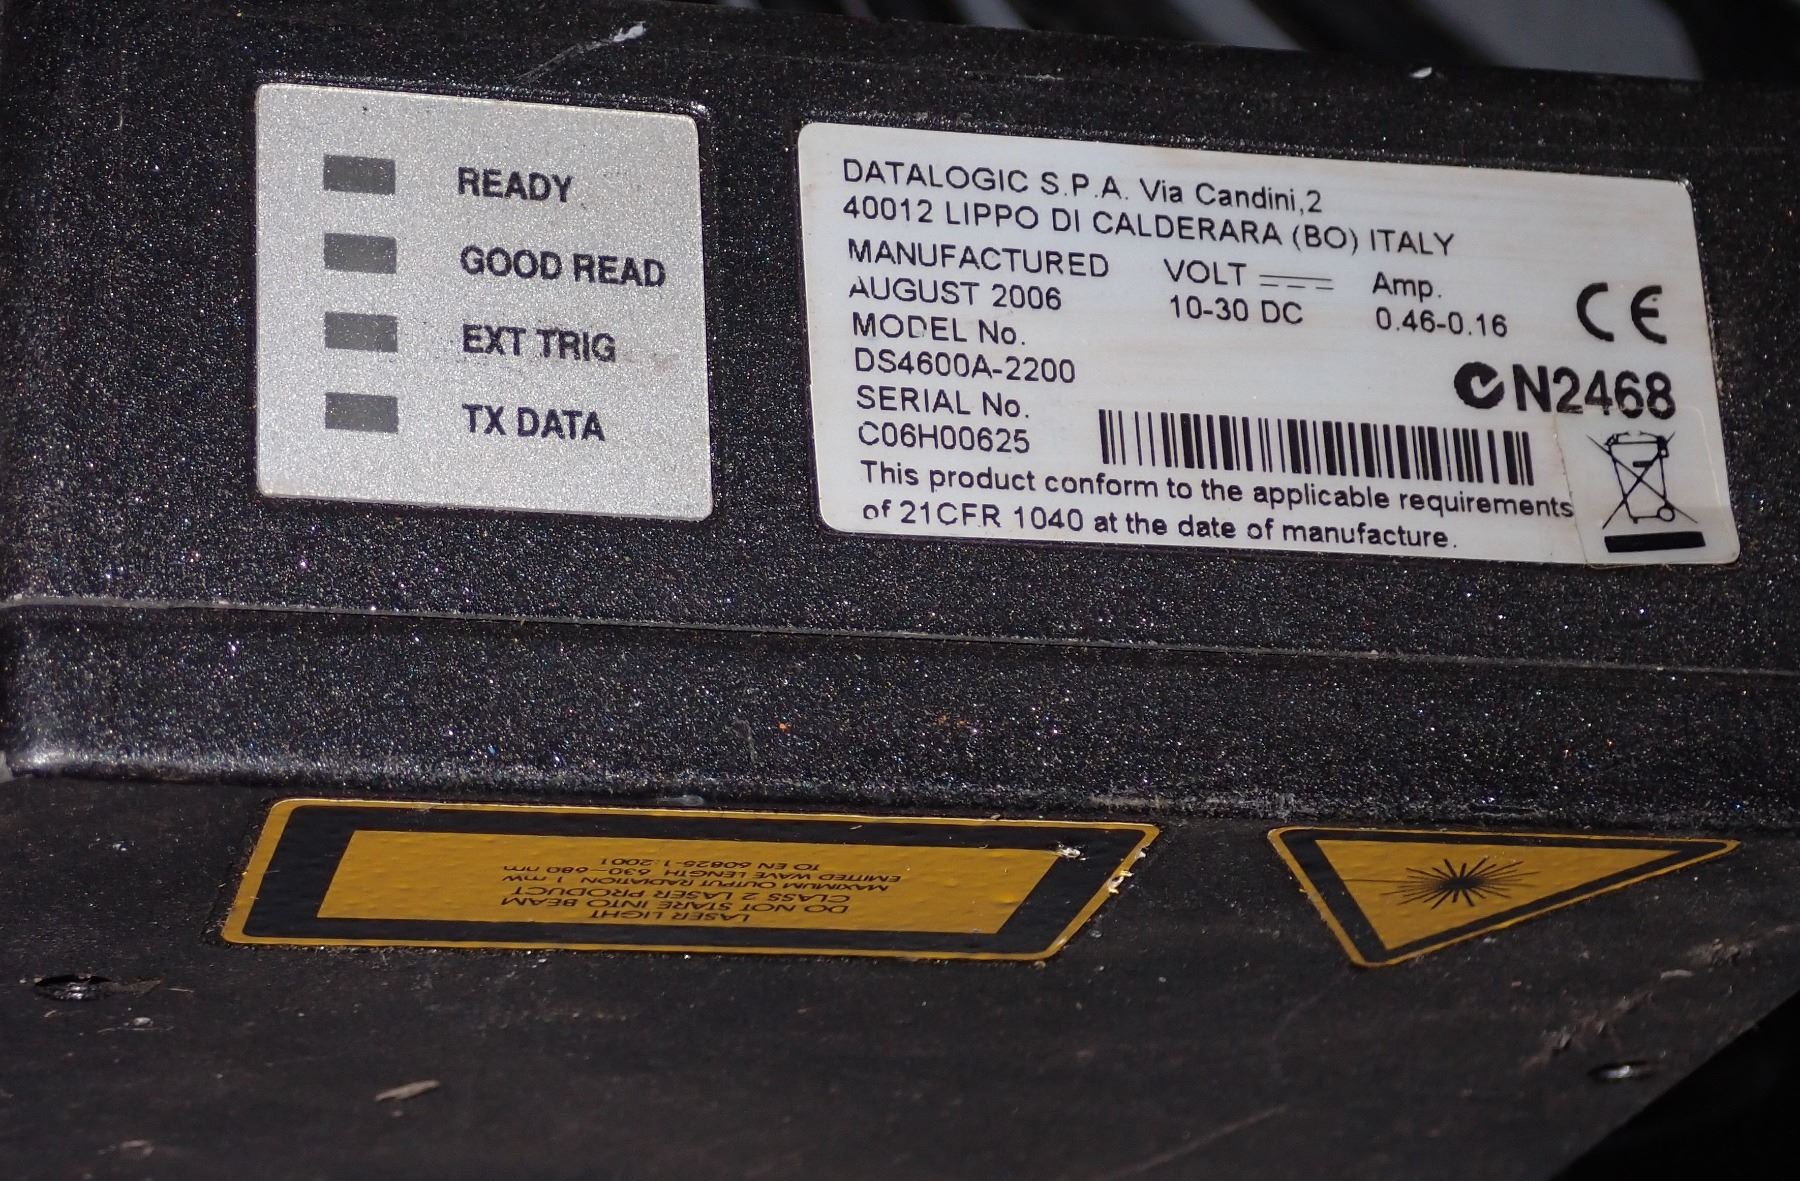 READY
GOOD READ
EXT TRIG
TX DATA
DATALOGIC S.P.A. Via Candini,2
40012 LIPPO DI CALDERARA (BO) ITALY
MANUFACTURED
AUGUST 2006
VOLT
10-30 DC
Amp.
0.46-0.16
CE
MODEL No.
DS4600A-2200
N2468
SERIAL No.
C06H00625
This product conform to the applicable requirements
of 21CFR 1040 at the date of manufacture.
LASER LIGHT
DO NOT STARE INTO BEAM
CLASS 2 LASER PRODUCT
MAXIMUM OUTPUT RADIATION 1 mW
EMITTED WAVE LENGTH 630-680 nm
TO EN 60825-1:2001